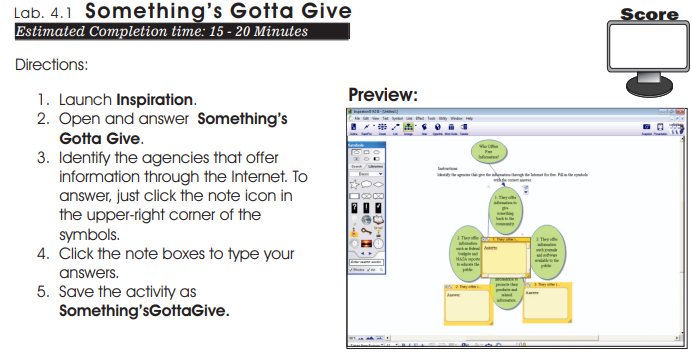 Lab. 4.1 Something's Gotta Give
Score
Estimated Completion time: 15 - 20 Minutes
Directions:
1. Launch Inspiration.
2. Open and answer Something's
Gotta Give.
3. Identify the agencies that offer
information through the Internet. To
answer, just click the note icon in
the upper-right corner of the
symbols.
4. Click the note boxes to type your
answers.
5. Save the activity as
Something'sGottaGive.
Preview:
Who Offers
Free
Information?
Instructions:
Identify the agencies that give the information through the Internet for free. Fill in the symbols
with the correct answer.
1. They offer
information to
give
something
back to the
community.
2. They offer
information
such as federal
budgets and
NASA reports
to educate the
public.
3. They offer
information
such journals
and software
available to the
public.
Answer:
information to
promote their
products and
related
information.
Answer:
Answer: